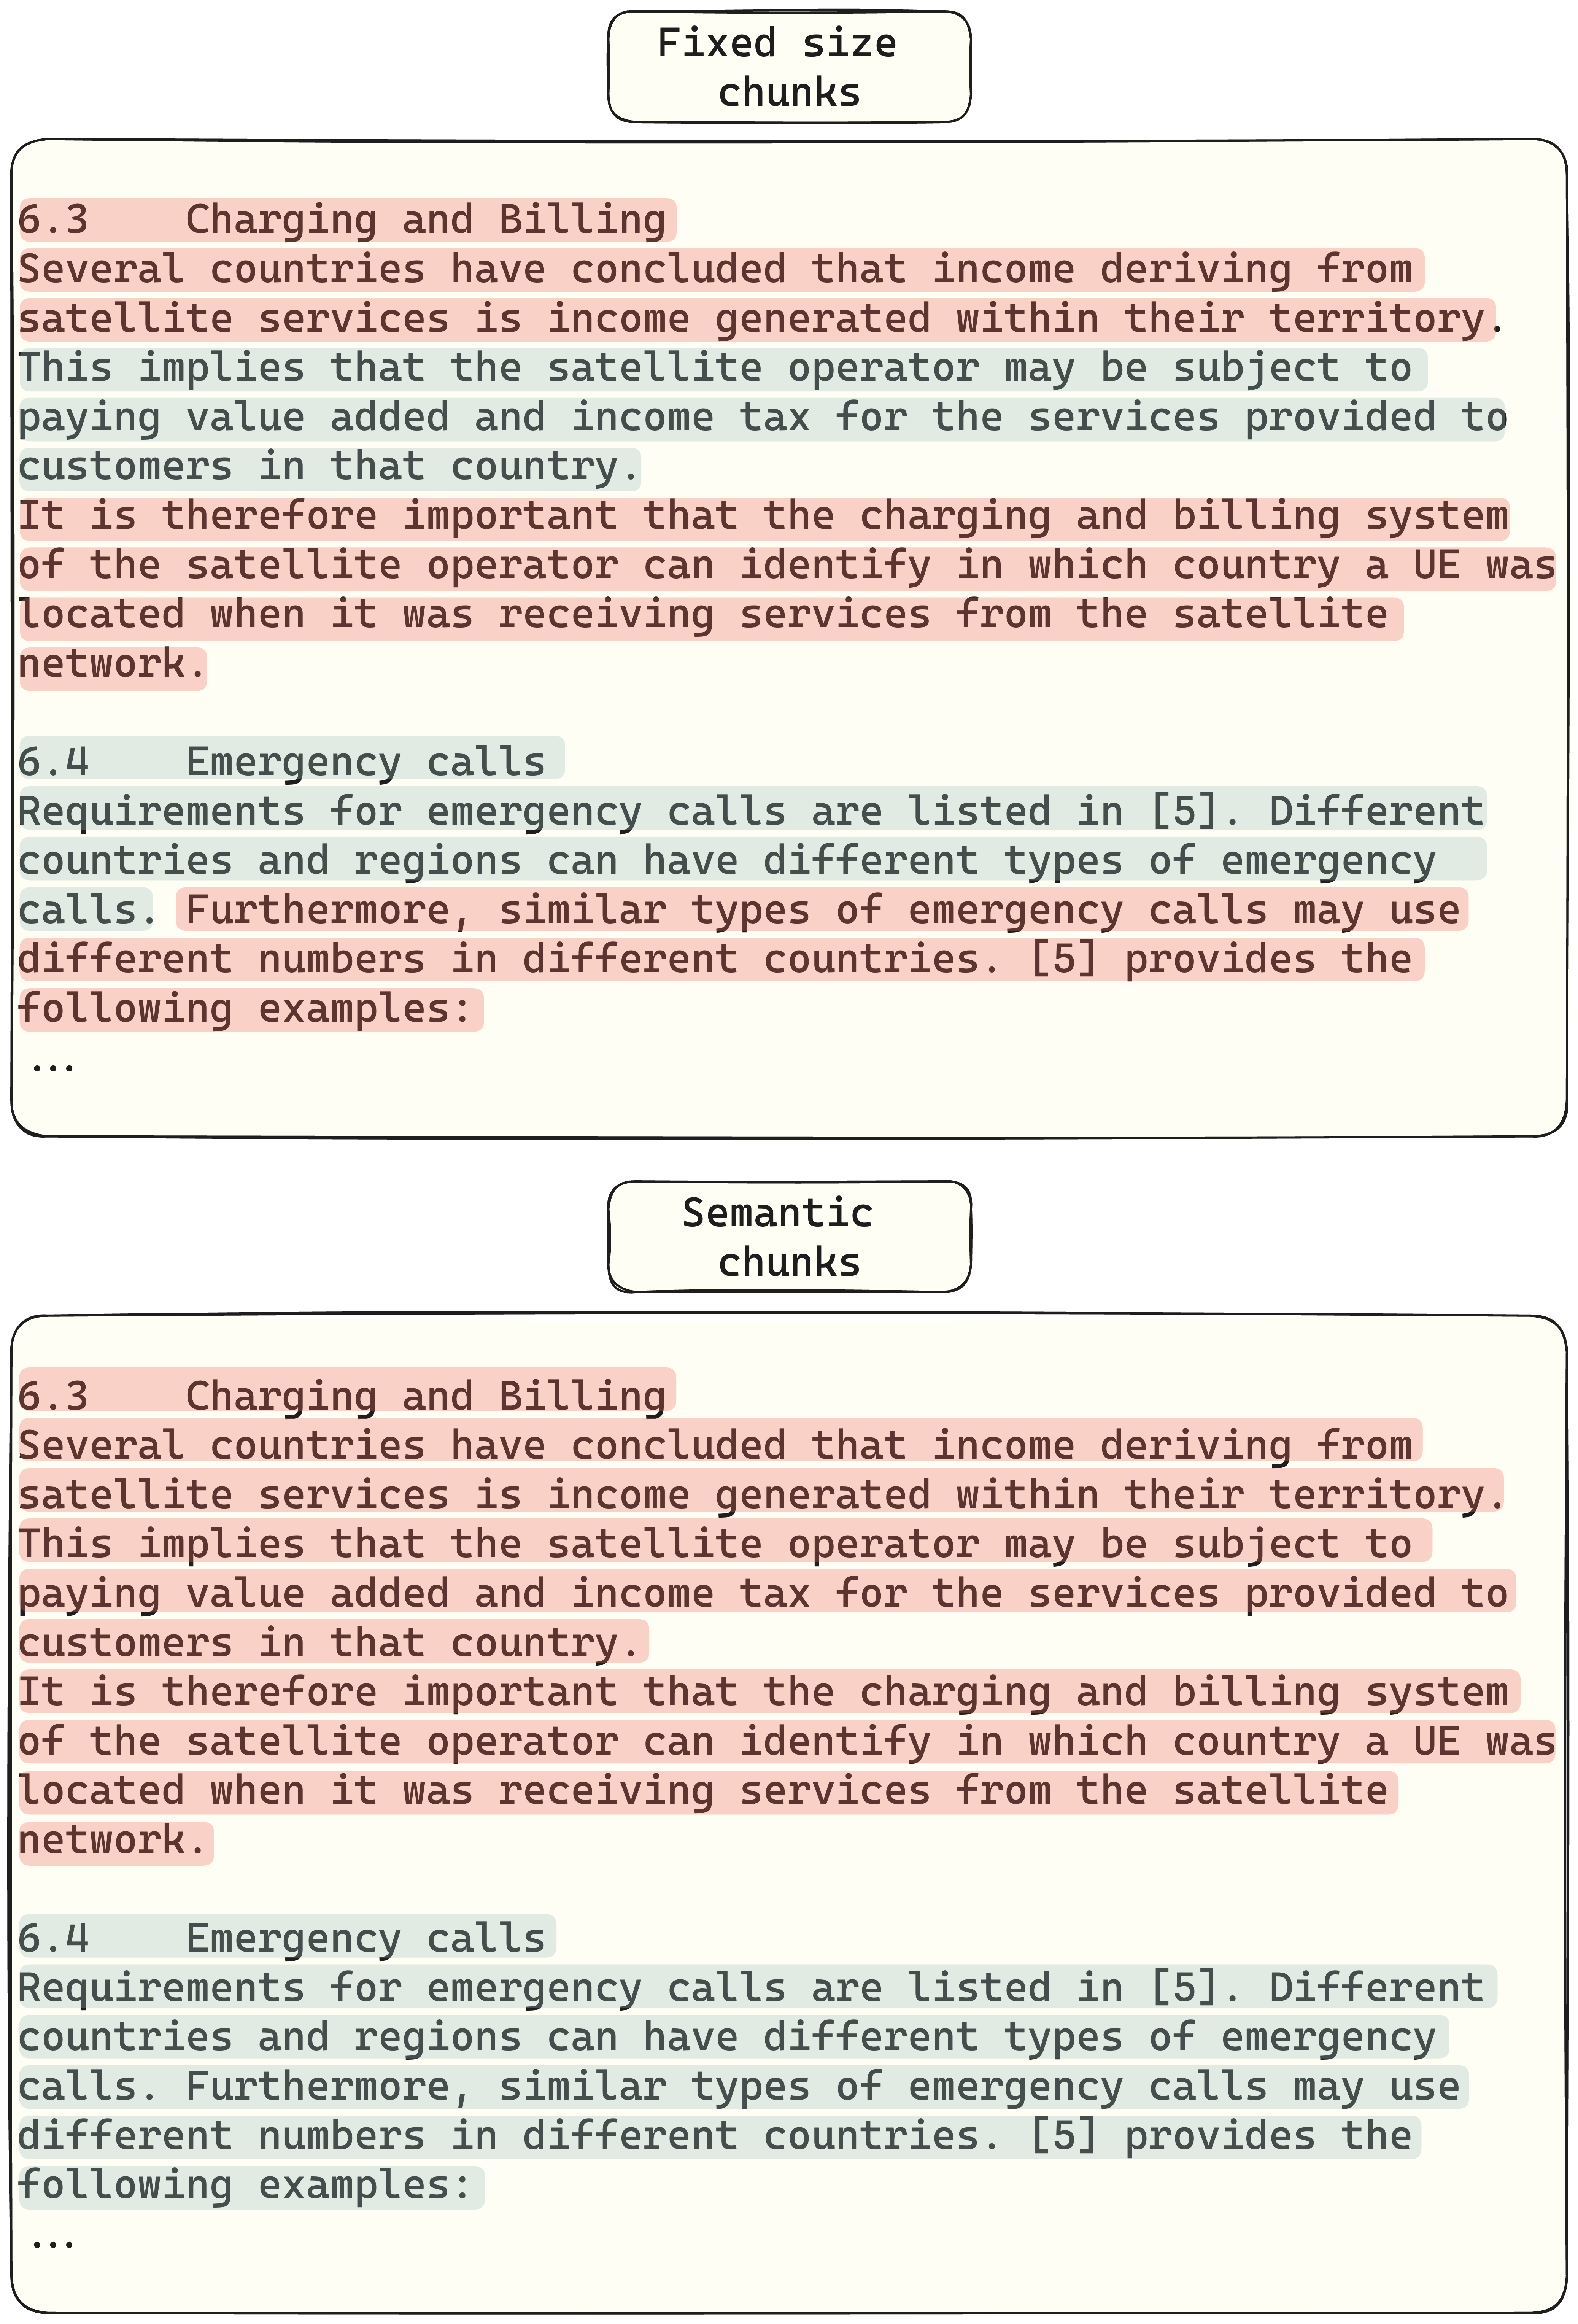 Fixed size
chunks
6.3    Charging and Billing
Several countries have concluded that income deriving from
satellite services is income generated within their territory.
This implies that the satellite operator may be subject to
paying value added and income tax for the services provided to
customers in that country.
It is therefore important that the charging and billing system
of the satellite operator can identify in which country a UE was
located when it was receiving services from the satellite
network.
6.4    Emergency calls
Requirements for emergency calls are listed in [5]. Different
countries and regions can have different types of emergency
calls. Furthermore, similar types of emergency calls may use
different numbers in different countries. [5] provides the
following examples:
...
Semantic
chunks
6.3    Charging and Billing
Several countries have concluded that income deriving from
satellite services is income generated within their territory.
This implies that the satellite operator may be subject to
paying value added and income tax for the services provided to
customers in that country.
It is therefore important that the charging and billing system
of the satellite operator can identify in which country a UE was
located when it was receiving services from the satellite
network.
6.4    Emergency calls
Requirements for emergency calls are listed in [5]. Different
countries and regions can have different types of emergency
calls. Furthermore, similar types of emergency calls may use
different numbers in different countries. [5] provides the
following examples:
...